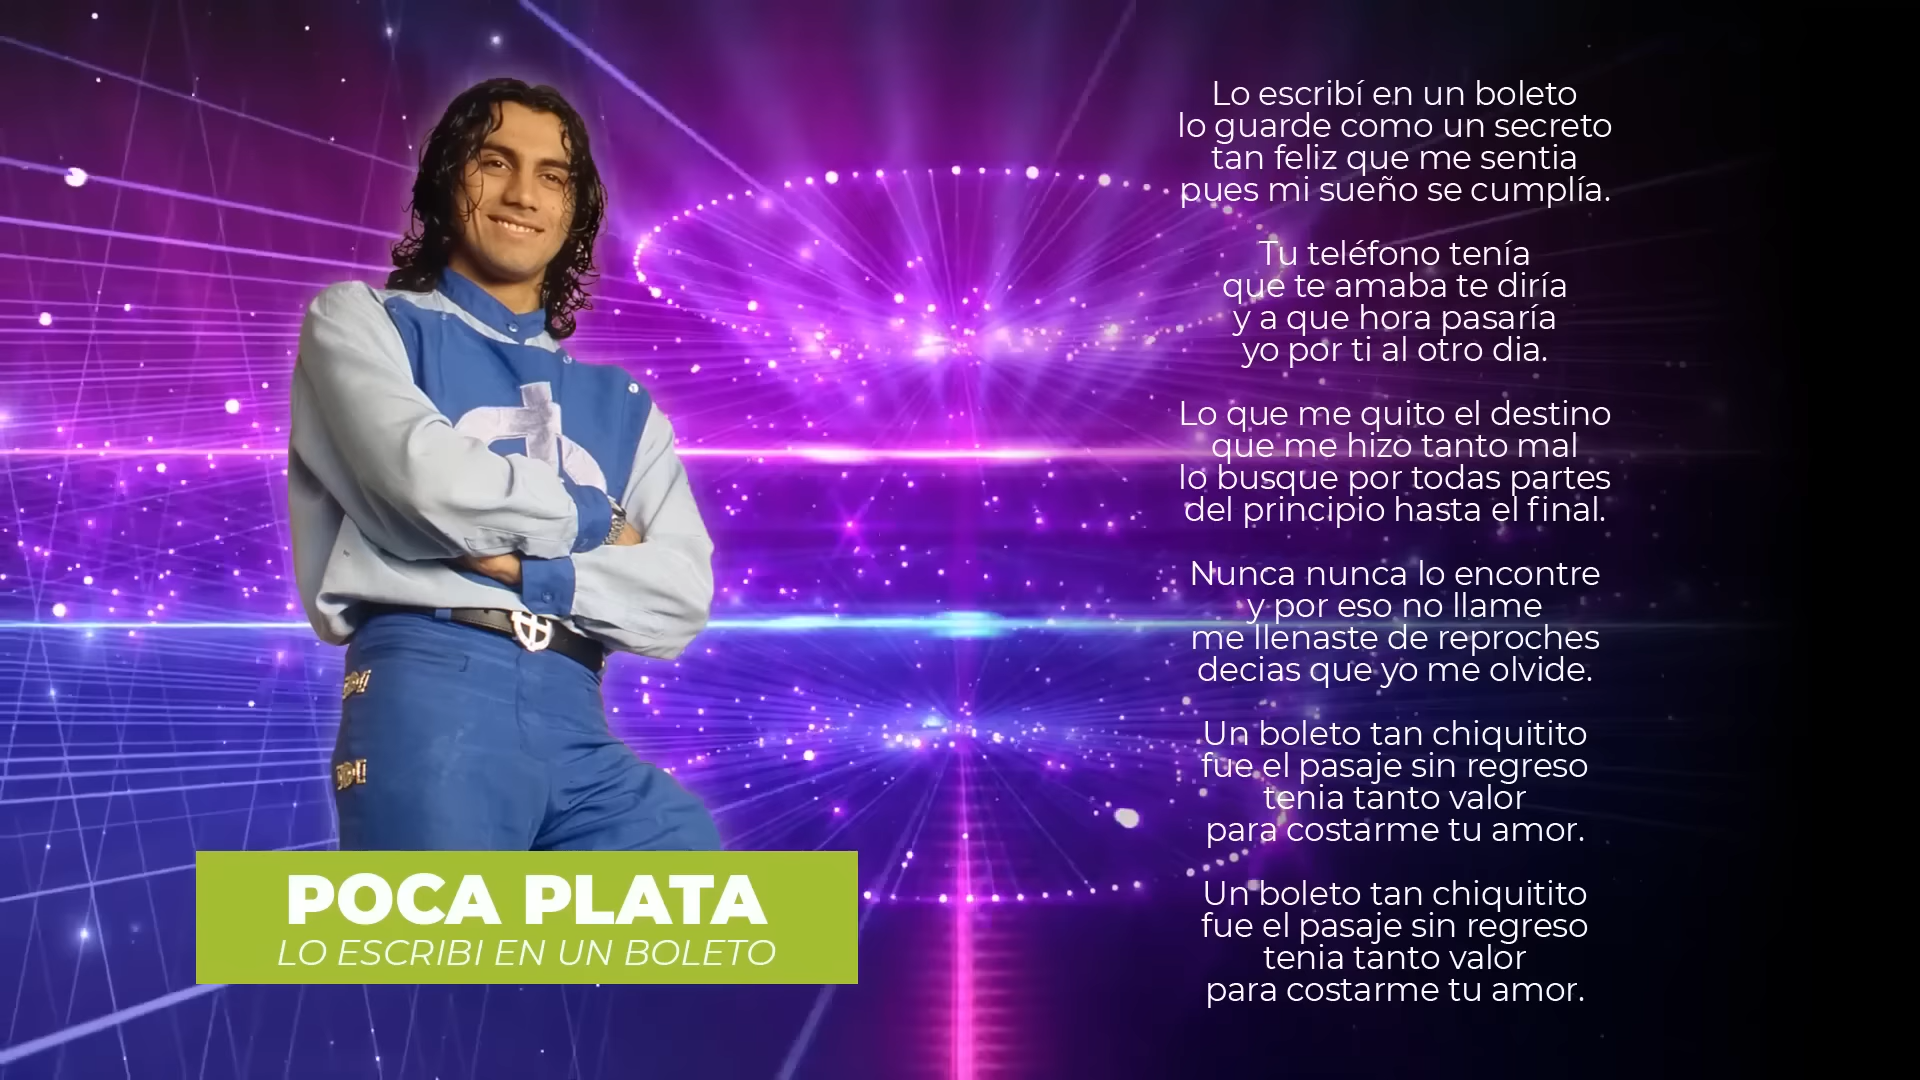 Lo escribí en un boleto
lo guarde como un secreto
tan feliz que me sentia
pues mi sueño se cumplía.
Tu teléfono tenía
que te amaba te diría
y a que hora pasaría
yo por ti al otro dia.
Lo que me quito el destino
que me hizo tanto mal
lo busque por todas partes
del principio hasta el final.
Nunca nunca lo encontre
y por eso no llame
me llenaste de reproches
decias que yo me olvide.
Un boleto tan chiquitito
fue el pasaje sin regreso
tenia tanto valor
para costarme tu amor.
Un boleto tan chiquitito
fue el pasaje sin regreso
tenia tanto valor
para costarme tu amor.
POCA PLATA
LO ESCRIBI EN UN BOLETO